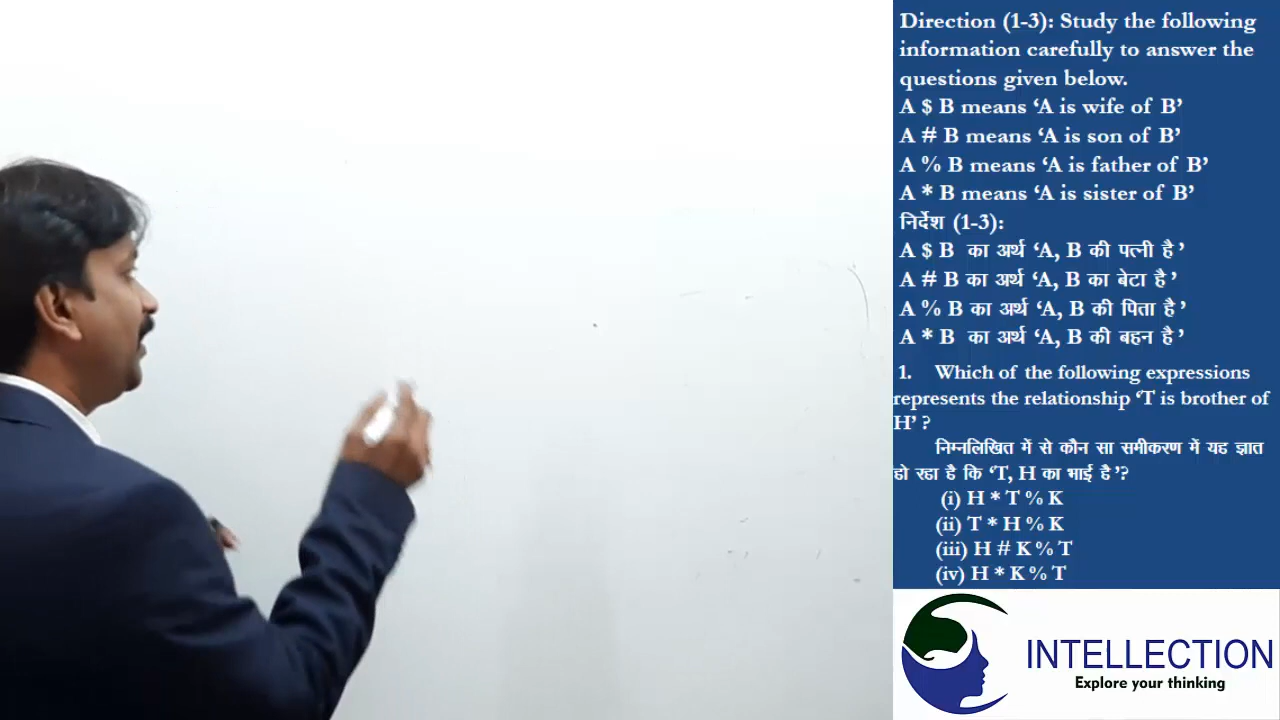 Direction (1-3): Study the following
information carefully to answer the
questions given below.
A $ B means ‘A is wife of B’
A # B means ‘A is son of B’
A % B means ‘A is father of B’
A * B means ‘A is sister of B’
निर्देश (1-3):
A $ B का अर्थ ‘A, B की पत्नी है’
A # B का अर्थ ‘A, B का बेटा है’
A % B का अर्थ ‘A, B की पिता है’
A * B का अर्थ ‘A, B की बहन है’
1. Which of the following expressions
represents the relationship ‘T is brother of
H’ ?
निम्नलिखित में से कौन सा समीकरण में यह ज्ञात
हो रहा है कि ‘T, H का भाई है’?
(i) H * T % K
(ii) T * H % K
(iii) H # K % T
(iv) H * K % T
INTELLECTION
Explore your thinking